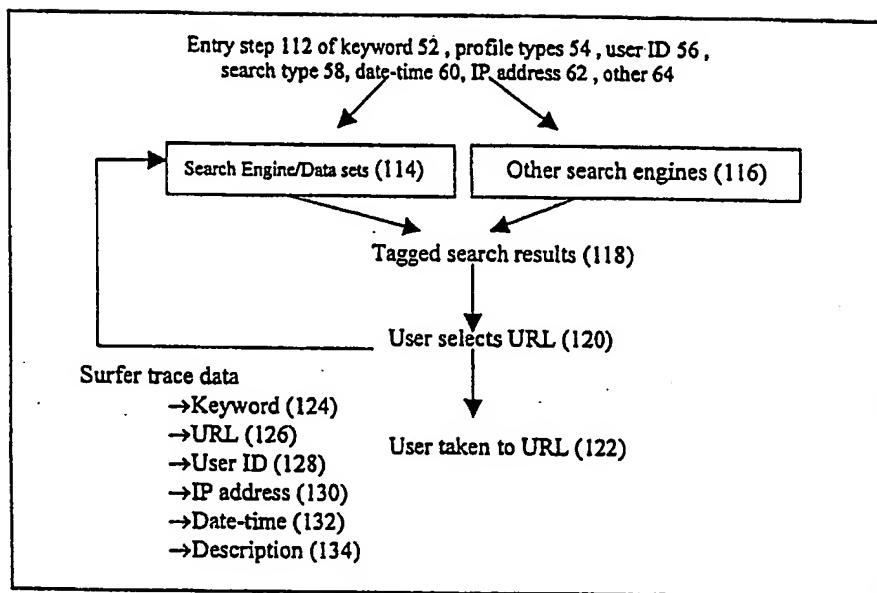 Entry step 112 of keyword 52 , profile types 54 , user ID 56 ,
search type 58, date-time 60, IP address 62 , other 64
Search Engine/Data sets (114)
Other search engines (116)
Tagged search results (118)
User selects URL (120)
Surfer trace data
→Keyword (124)
→URL (126)
User taken to URL (122)
→User ID (128)
→IP address (130)
→Date-time (132)
→Description (134)